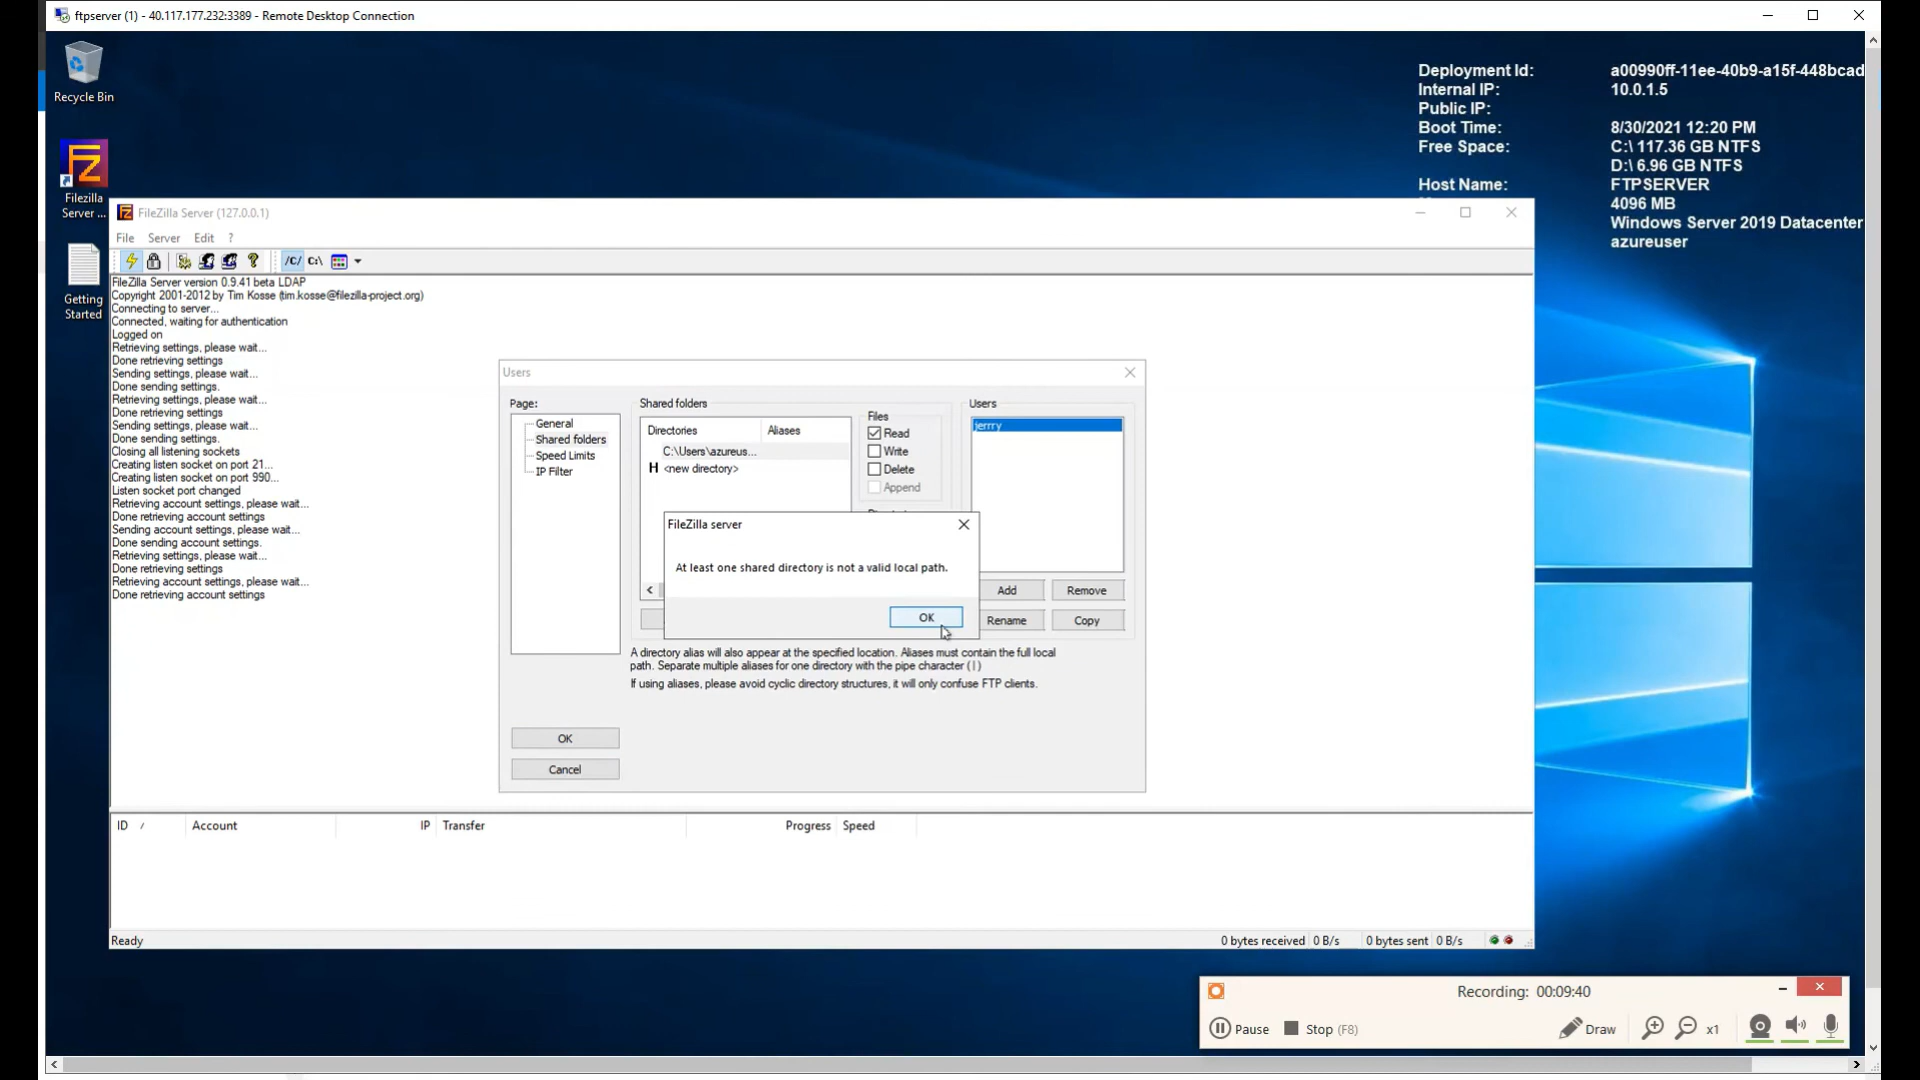 ftpserver (1) - 40.117.177.232:3389 - Remote Desktop Connection
Recycle Bin
Deployment Id: a00990ff-11ee-40b9-a15f-448bcad
Internal IP: 10.0.1.5
Public IP:
Boot Time: 8/30/2021 12:20 PM
Free Space: C:\ 117.36 GB NTFS
D:\ 6.96 GB NTFS
Host Name: FTPSERVER
4096 MB
Windows Server 2019 Datacenter
azureuser
Filezilla
Server ...
Getting
Started
FileZilla Server (127.0.0.1)
File Server Edit ?
/C/ C:\
FileZilla Server version 0.9.41 beta LDAP
Copyright 2001-2012 by Tim Kosse (tim.kosse@filezilla-project.org)
Connecting to server...
Connected, waiting for authentication
Logged on
Retrieving settings, please wait...
Done retrieving settings
Sending settings, please wait...
Done sending settings.
Retrieving settings, please wait...
Done retrieving settings
Sending settings, please wait...
Done sending settings.
Closing all listening sockets
Creating listen socket on port 21...
Creating listen socket on port 990...
Listen socket port changed
Retrieving account settings, please wait...
Done retrieving account settings
Sending account settings, please wait...
Done sending account settings.
Retrieving settings, please wait...
Done retrieving settings
Retrieving account settings, please wait...
Done retrieving account settings
Users
Page:
General
Shared folders
Speed Limits
IP Filter
Shared folders
Directories Aliases
C:\Users\azureus...
H <new directory>
Files
Read
Write
Delete
Append
Users
jerrry
FileZilla server
At least one shared directory is not a valid local path.
OK
Add Remove
Rename Copy
A directory alias will also appear at the specified location. Aliases must contain the full local
path. Separate multiple aliases for one directory with the pipe character (|)
If using aliases, please avoid cyclic directory structures, it will only confuse FTP clients.
OK
Cancel
ID / Account IP Transfer Progress Speed
Ready 0 bytes received 0 B/s 0 bytes sent 0 B/s
Recording: 00:09:40
Pause Stop (F8) Draw x1